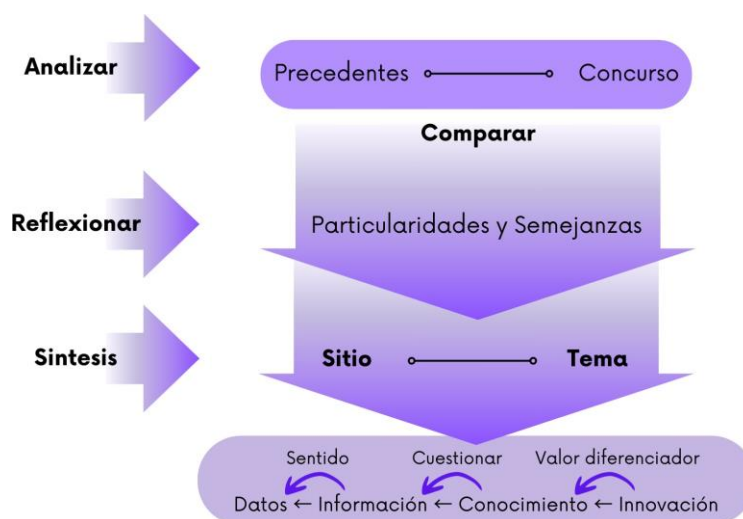 Analizar
Precedentes Concurso
Comparar
Reflexionar
Particularidades y Semejanzas
Sintesis
Sitio Tema
Sentido Cuestionar Valor diferenciador
Datos ← Información ← Conocimiento ← Innovación